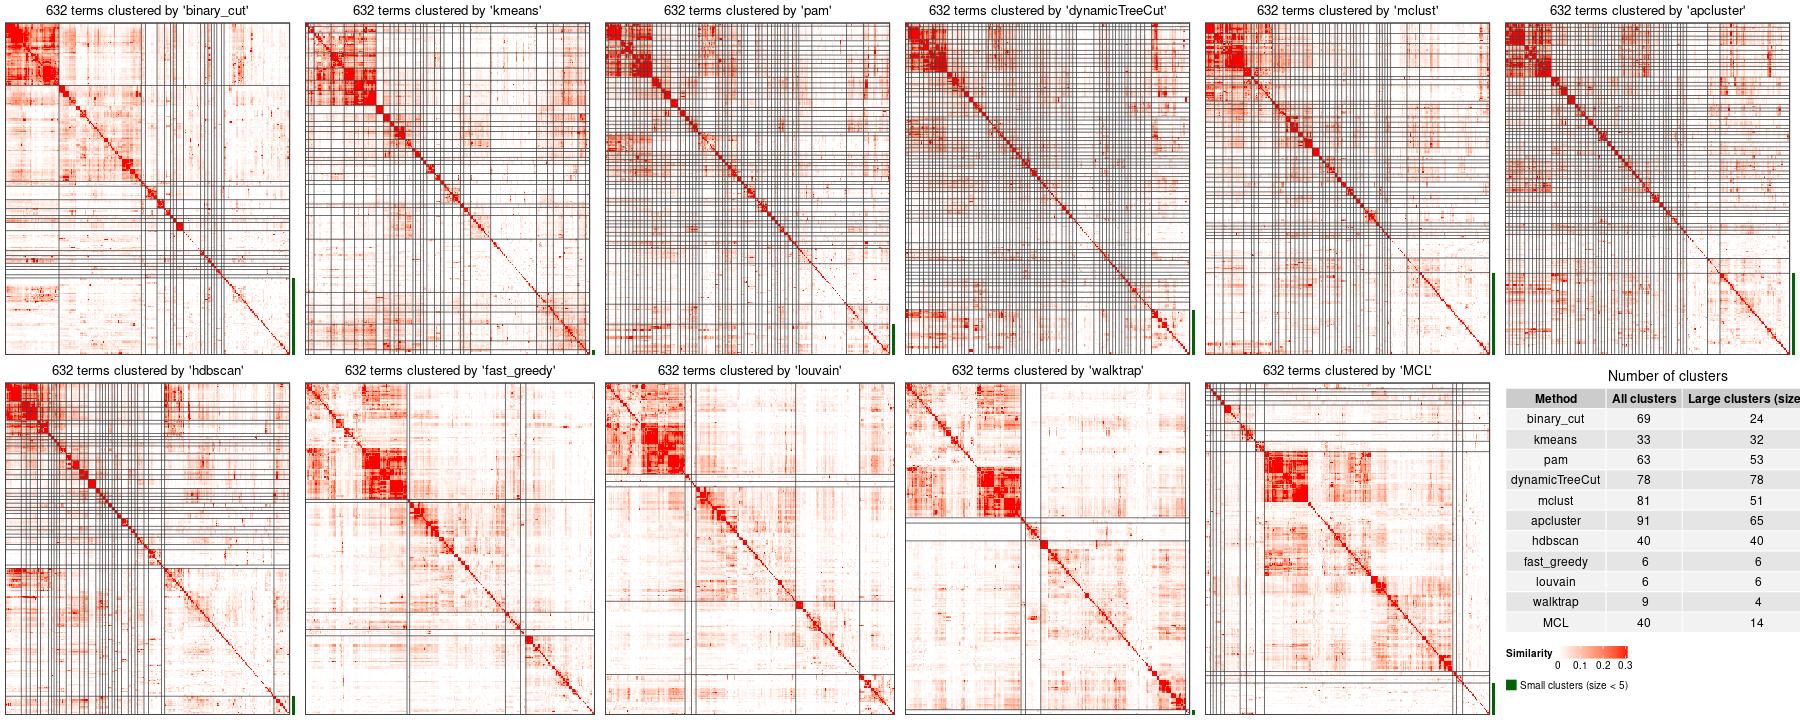 632 terms clustered by 'binary_cut'
632 terms clustered by 'kmeans'
632 terms clustered by 'pam'
632 terms clustered by 'dynamicTreeCut'
632 terms clustered by 'mclust'
632 terms clustered by 'apcluster'
632 terms clustered by 'hdbscan'
632 terms clustered by 'fast_greedy'
632 terms clustered by 'louvain'
632 terms clustered by 'walktrap'
632 terms clustered by 'MCL'
Number of clusters
Method All clusters Large clusters (size
binary_cut 69 24
kmeans 33 32
pam 63 53
dynamicTreeCut 78 78
mclust 81 51
apcluster 91 65
hdbscan 40 40
fast_greedy 6 6
louvain 6 6
walktrap 9 4
MCL 40 14
Similarity
0 0.1 0.2 0.3
Small clusters (size < 5)